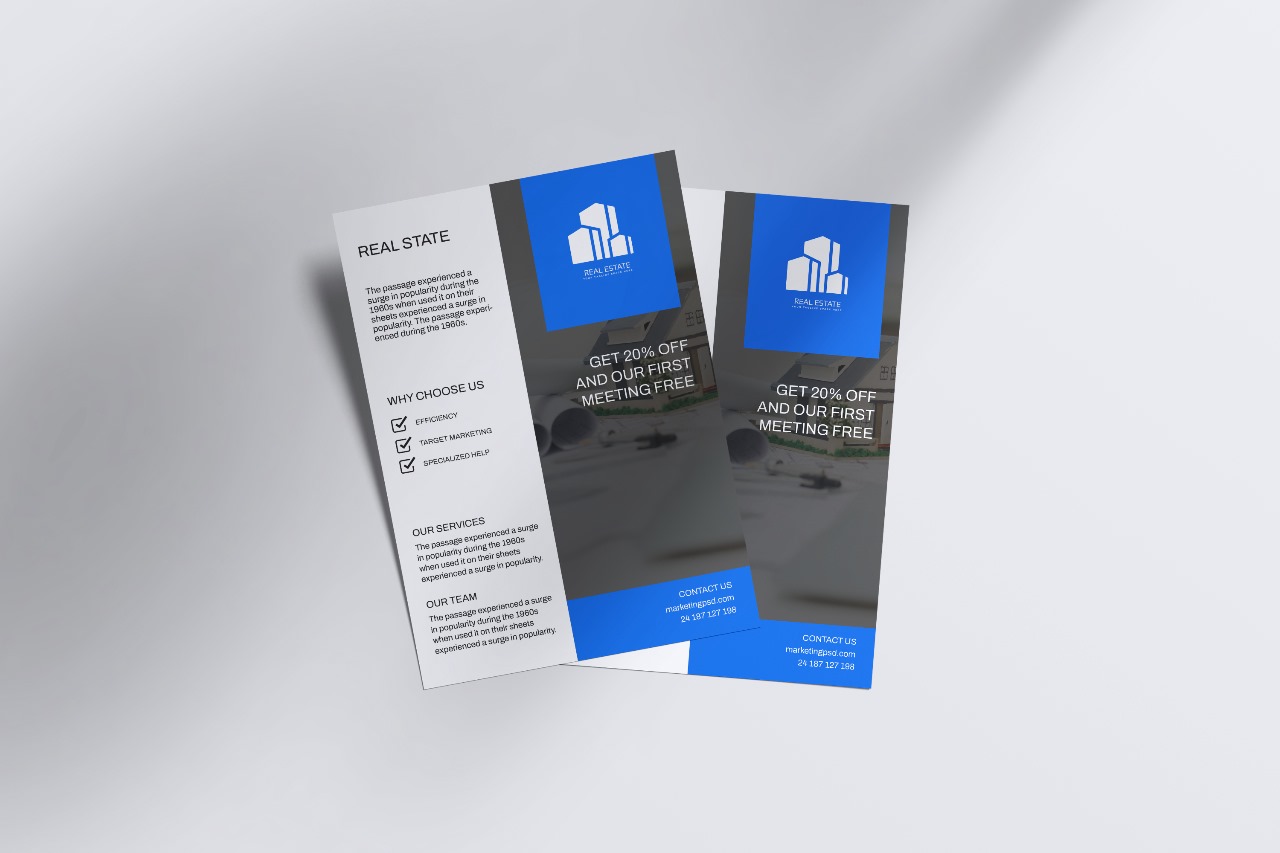 REAL STATE
The passage experienced a
surge in popularity during the
1960s when used it on their
sheets experienced a surge in
popularity. The passage experi-
enced during the 1960s.
WHY CHOOSE US
EFFICIENCY
TARGET MARKETING
SPECIALIZED HELP
OUR SERVICES
The passage experienced a surge
in popularity during the 1960s
when used it on their sheets
experienced a surge in popularity.
OUR TEAM
The passage experienced a surge
in popularity during the 1960s
when used it on their sheets
experienced a surge in popularity.
REAL ESTATE
GET 20% OFF
AND OUR FIRST
MEETING FREE
CONTACT US
marketingpsd.com
24 187 127 198
REAL ESTATE
GET 20% OFF
AND OUR FIRST
MEETING FREE
CONTACT US
marketingpsd.com
24 187 127 198